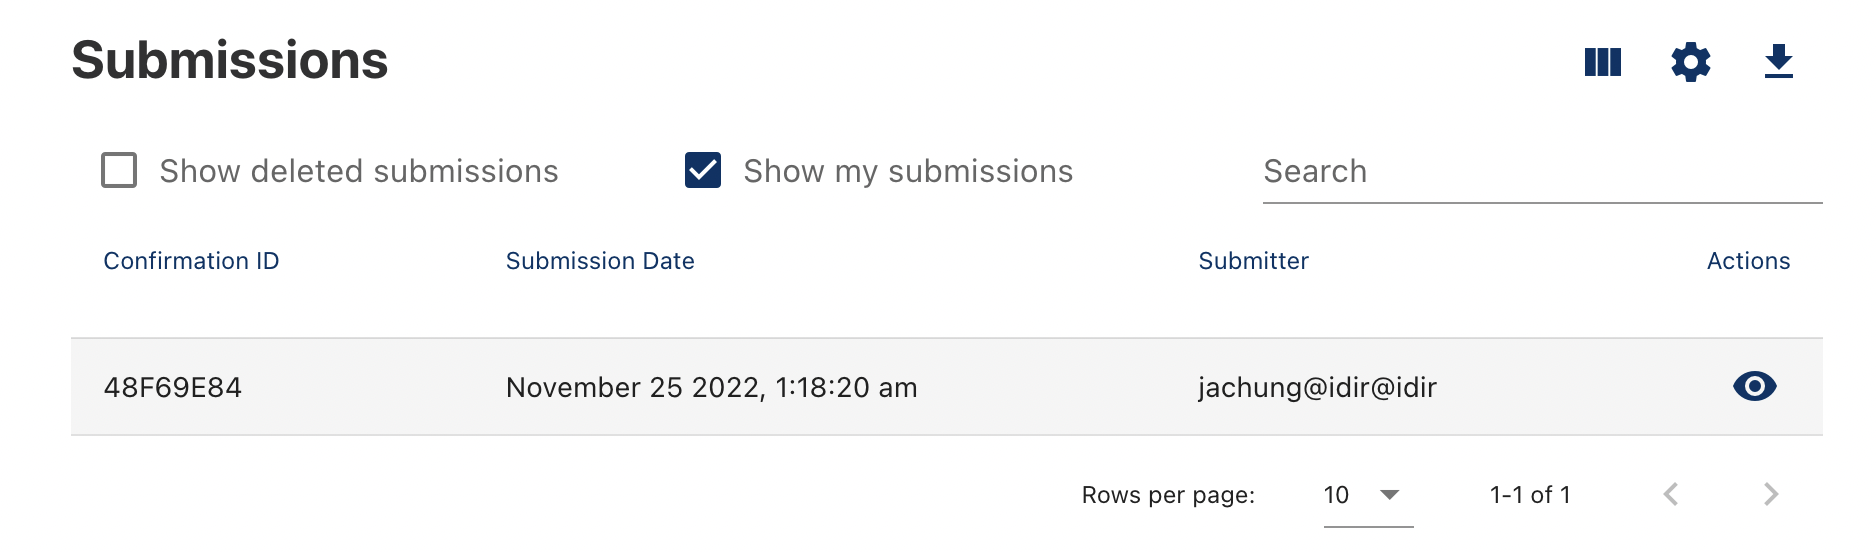 Submissions
Show deleted submissions Show my submissions Search
Confirmation ID Submission Date Submitter Actions
48F69E84 November 25 2022, 1:18:20 am jachung@idir@idir
Rows per page: 10 1-1 of 1